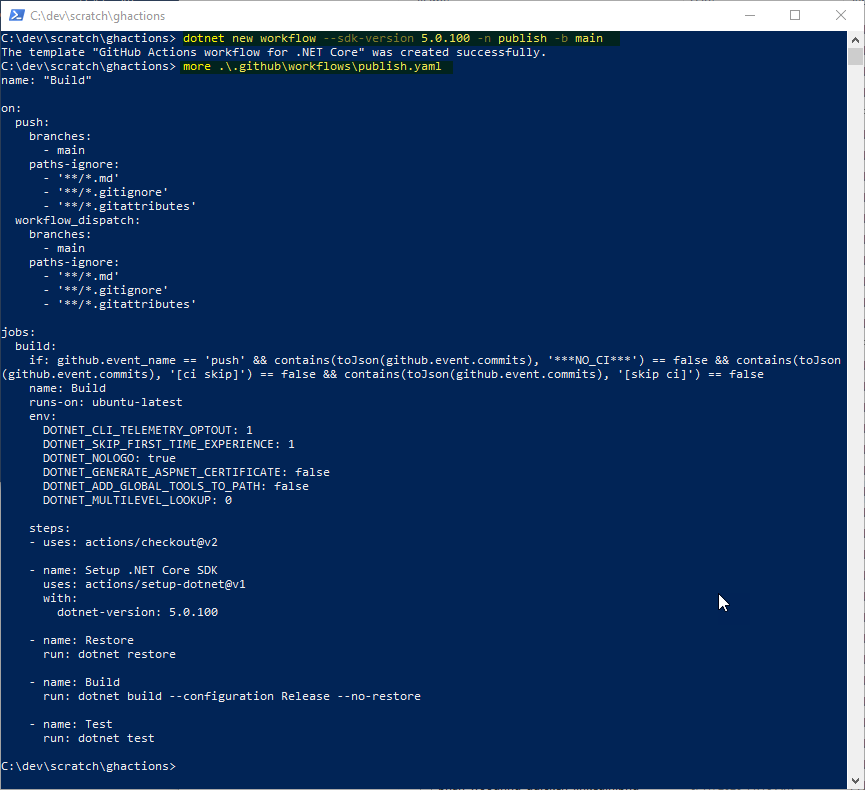 C:\dev\scratch\ghactions
C:\dev\scratch\ghactions> dotnet new workflow --sdk-version 5.0.100 -n publish -b main
The template "GitHub Actions workflow for .NET Core" was created successfully.
C:\dev\scratch\ghactions> more .\.github\workflows\publish.yaml
name: "Build"
on:
  push:
    branches:
      - main
    paths-ignore:
      - '**/*.md'
      - '**/*.gitignore'
      - '**/*.gitattributes'
  workflow_dispatch:
    branches:
      - main
    paths-ignore:
      - '**/*.md'
      - '**/*.gitignore'
      - '**/*.gitattributes'
jobs:
  build:
    if: github.event_name == 'push' && contains(toJson(github.event.commits), '***NO_CI***') == false && contains(toJson
(github.event.commits), '[ci skip]') == false && contains(toJson(github.event.commits), '[skip ci]') == false
    name: Build
    runs-on: ubuntu-latest
    env:
      DOTNET_CLI_TELEMETRY_OPTOUT: 1
      DOTNET_SKIP_FIRST_TIME_EXPERIENCE: 1
      DOTNET_NOLOGO: true
      DOTNET_GENERATE_ASPNET_CERTIFICATE: false
      DOTNET_ADD_GLOBAL_TOOLS_TO_PATH: false
      DOTNET_MULTILEVEL_LOOKUP: 0
    steps:
    - uses: actions/checkout@v2
    - name: Setup .NET Core SDK
      uses: actions/setup-dotnet@v1
      with:
        dotnet-version: 5.0.100
    - name: Restore
      run: dotnet restore
    - name: Build
      run: dotnet build --configuration Release --no-restore
    - name: Test
      run: dotnet test
C:\dev\scratch\ghactions>